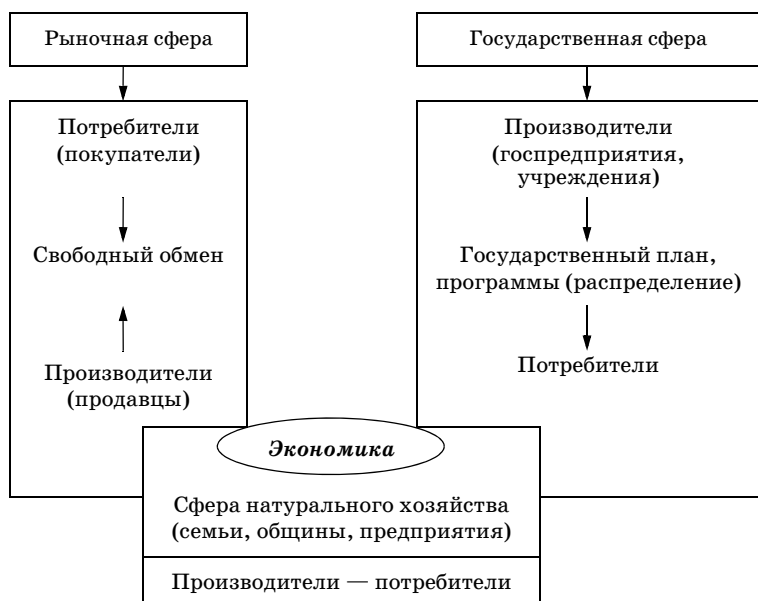 Рыночная сфера
Потребители
(покупатели)
Свободный обмен
Производители
(продавцы)
Государственная сфера
Производители
(госпредприятия,
учреждения)
Государственный план,
программы (распределение)
Потребители
Экономика
Сфера натурального хозяйства
(семьи, общины, предприятия)
Производители — потребители